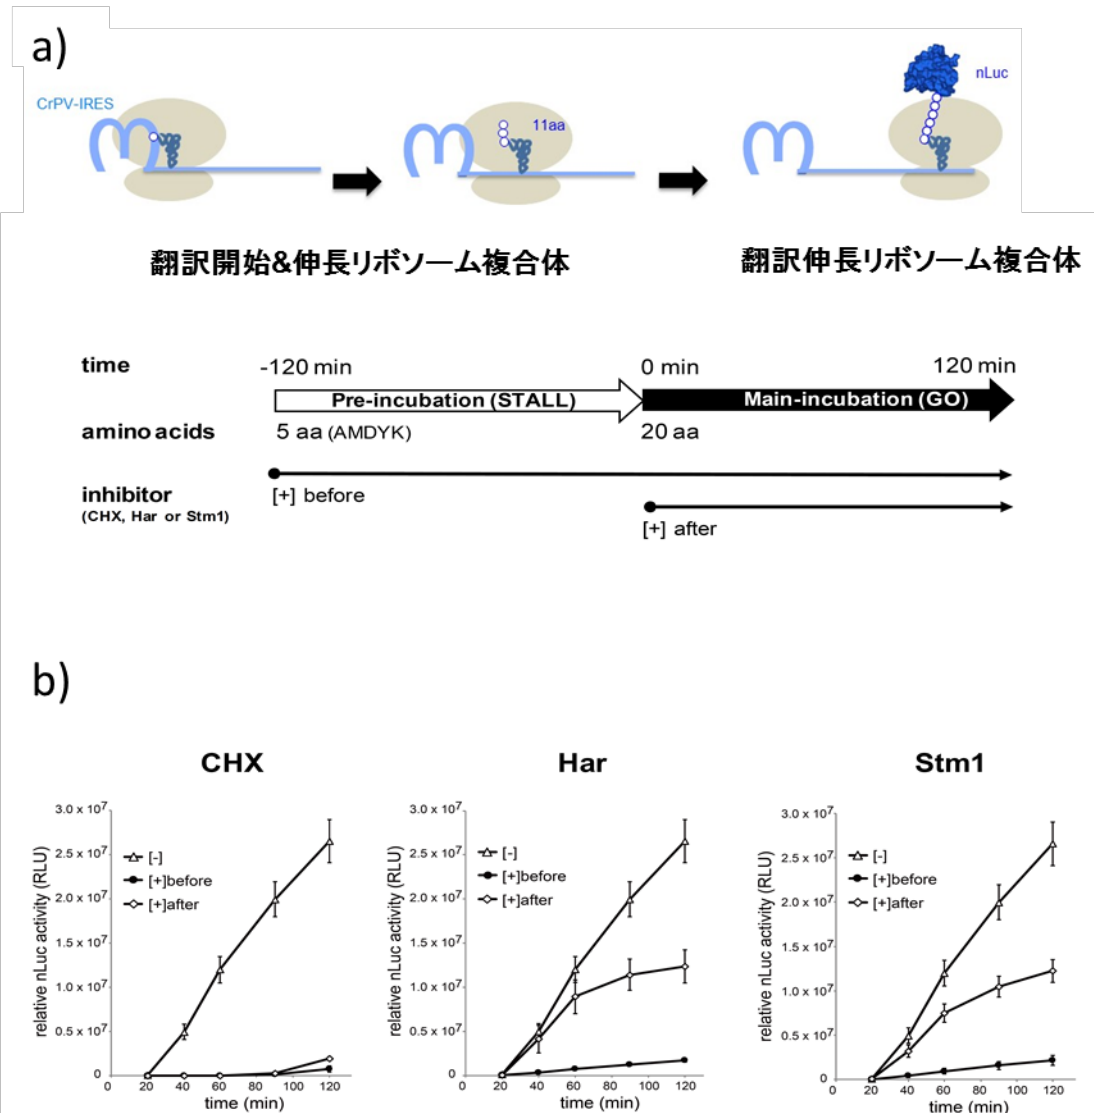 a)
nLuc
CrPV-IRES
11aa
翻訳開始&伸長リボソーム複合体
翻訳伸長リボソーム複合体
time
-120 min
0 min
120 min
Pre-incubation (STALL)
Main-incubation (GO)
amino acids
5 aa (AMDYK)
20 aa
inhibitor
(CHX, Har or Stm1)
[+] before
[+] after
b)
CHX
relative nLuc activity (RLU)
3.0 x 10⁷
2.5 x 10⁷
2.0 x 10⁷
1.5 x 10⁷
1.0 x 10⁷
0.5 x 10⁷
0
[-]
[+]before
[+]after
0 20 40 60 80 100 120
time (min)
Har
relative nLuc activity (RLU)
3.0 x 10⁷
2.5 x 10⁷
2.0 x 10⁷
1.5 x 10⁷
1.0 x 10⁷
0.5 x 10⁷
0
[-]
[+]before
[+]after
0 20 40 60 80 100 120
time (min)
Stm1
relative nLuc activity (RLU)
3.0 x 10⁷
2.5 x 10⁷
2.0 x 10⁷
1.5 x 10⁷
1.0 x 10⁷
0.5 x 10⁷
0
[-]
[+]before
[+]after
0 20 40 60 80 100 120
time (min)